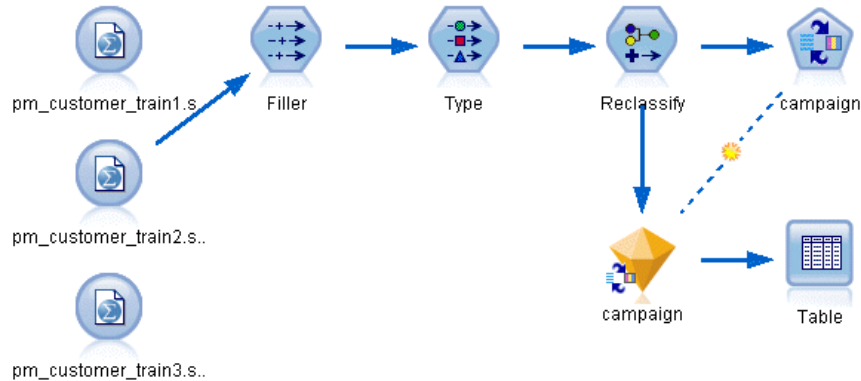 pm_customer_train1.s
Filler
Type
Reclassify
campaign
pm_customer_train2.s..
campaign
Table
pm_customer_train3.s..